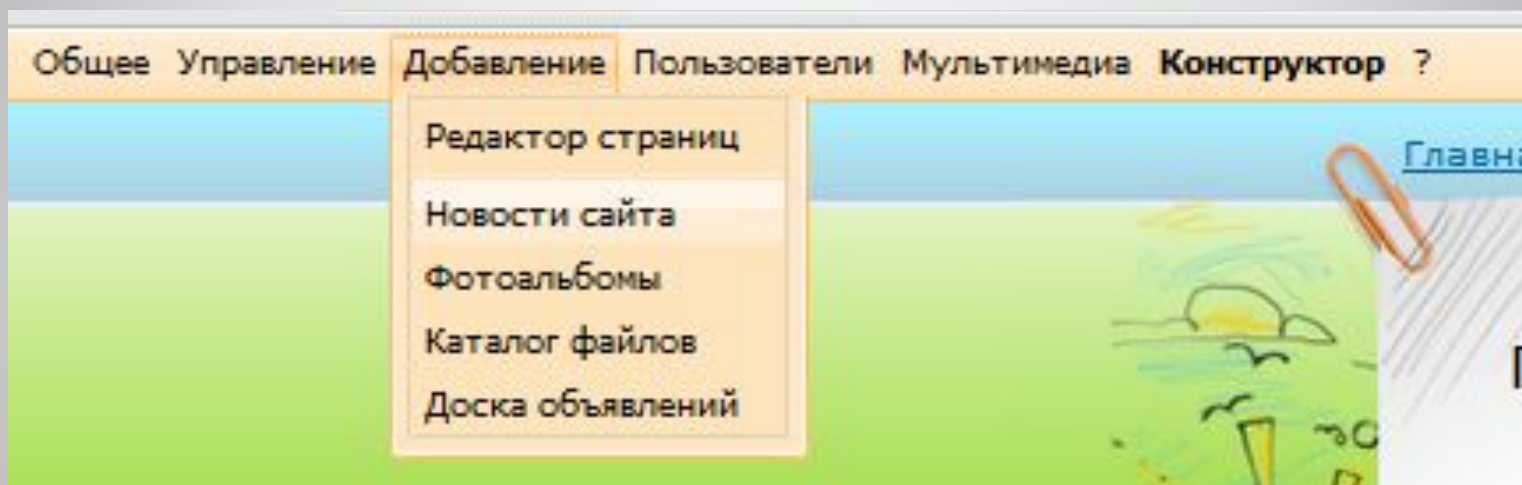 Общее Управление Добавление Пользователи Мультимедиа Конструктор ?
Редактор страниц
Новости сайта
Фотоальбомы
Каталог файлов
Доска объявлений